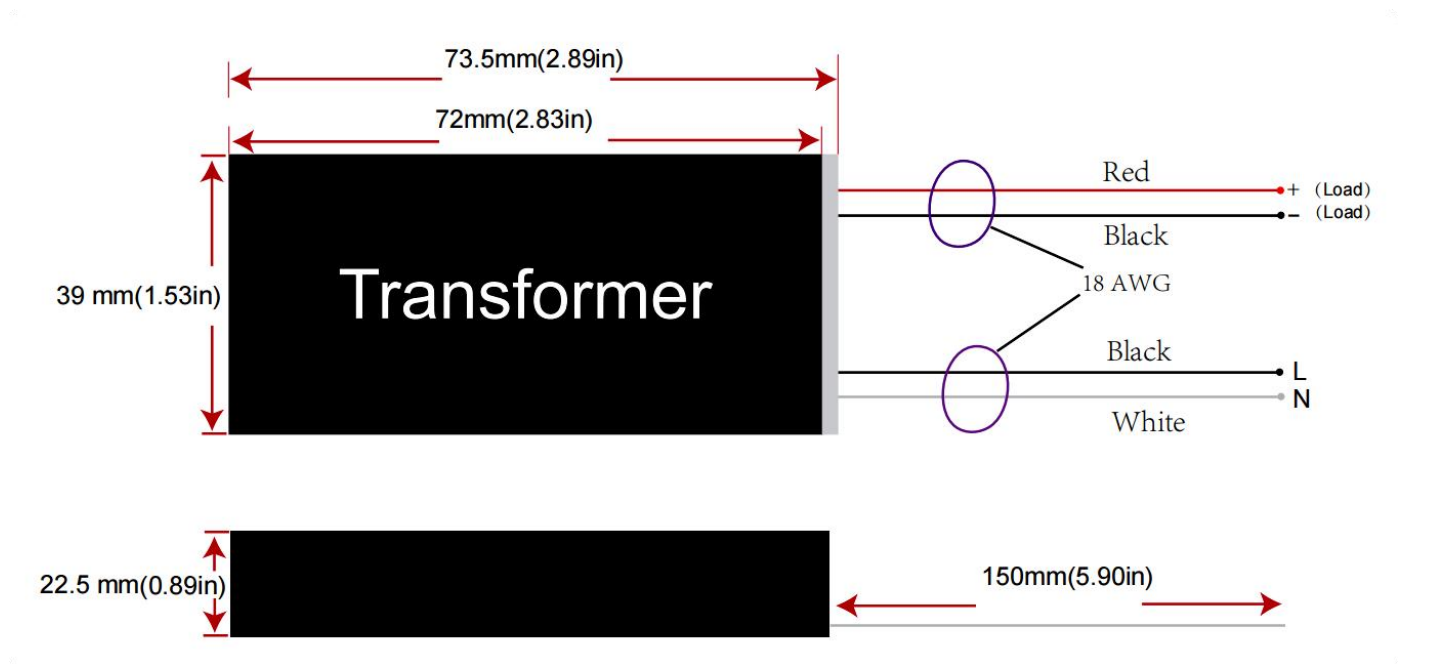 73.5mm(2.89in)
72mm(2.83in)
Red
+ (Load)
- (Load)
Black
18 AWG
39 mm(1.53in)
Transformer
Black
L
N
White
22.5 mm(0.89in)
150mm(5.90in)